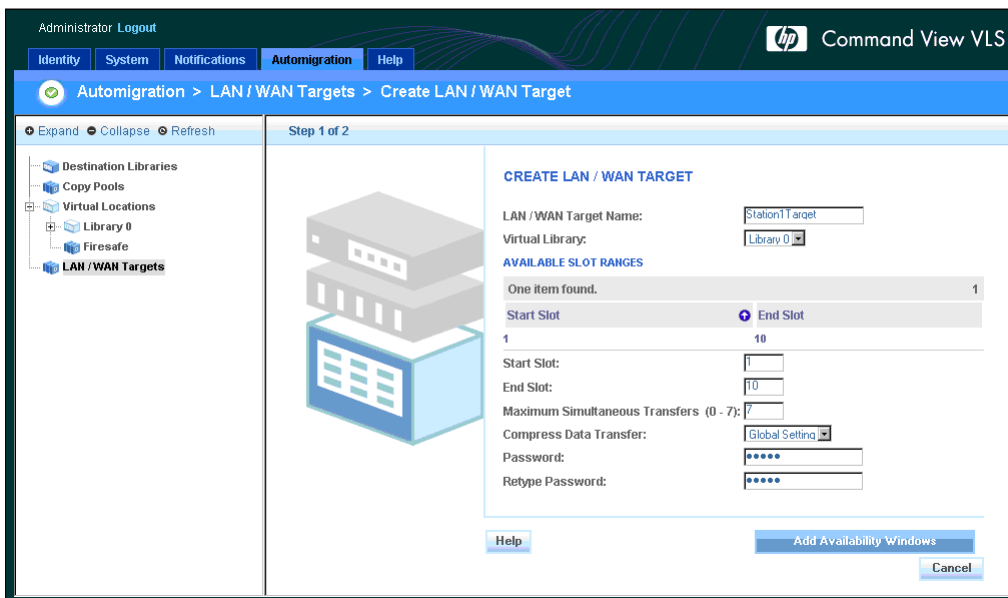 Administrator Logout
hp Command View VLS
Identity System Notifications Automigration Help
Automigration > LAN / WAN Targets > Create LAN / WAN Target
Expand Collapse Refresh
Step 1 of 2
Destination Libraries
Copy Pools
Virtual Locations
Library 0
Firesafe
LAN / WAN Targets
CREATE LAN / WAN TARGET
LAN / WAN Target Name: Station1Target
Virtual Library: Library 0
AVAILABLE SLOT RANGES
One item found. 1
Start Slot End Slot
1 10
Start Slot: 1
End Slot: 10
Maximum Simultaneous Transfers (0 - 7): 7
Compress Data Transfer: Global Setting
Password: •••••
Retype Password: •••••
Help Add Availability Windows
Cancel